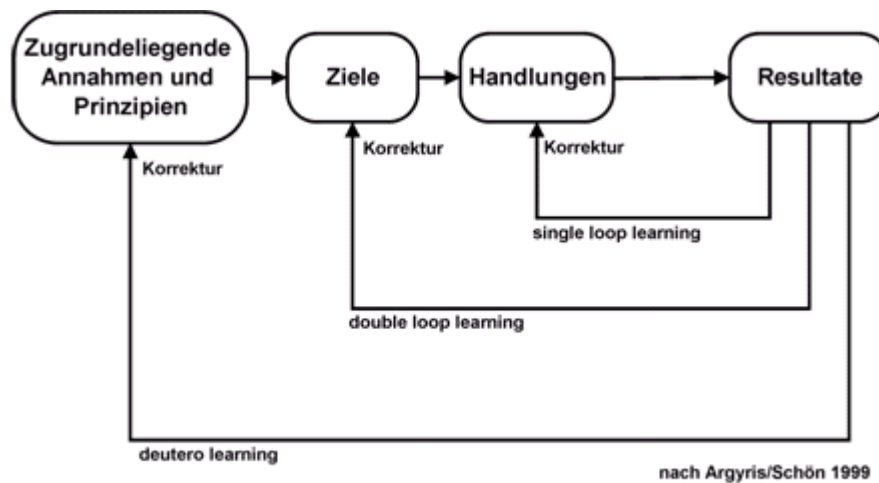 Zugrundeliegende
Annahmen und
Prinzipien
Ziele
Handlungen
Resultate
Korrektur
Korrektur
Korrektur
single loop learning
double loop learning
deutero learning
nach Argyris/Schön 1999